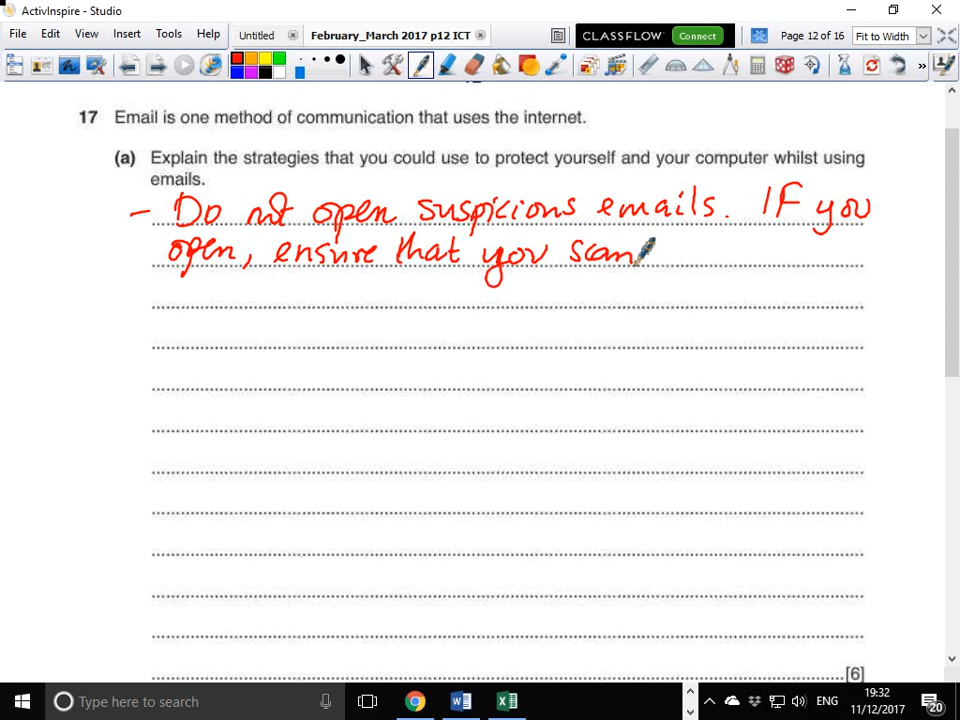 ActivInspire - Studio
File Edit View Insert Tools Help Untitled February_March 2017 p12 ICT CLASSFLOW Connect Page 12 of 16 Fit to Width
17 Email is one method of communication that uses the internet.
(a) Explain the strategies that you could use to protect yourself and your computer whilst using
emails.
- Do not open suspicious emails. If you
open, ensure that you scan
[6]
Type here to search ENG 19:32
11/12/2017 20